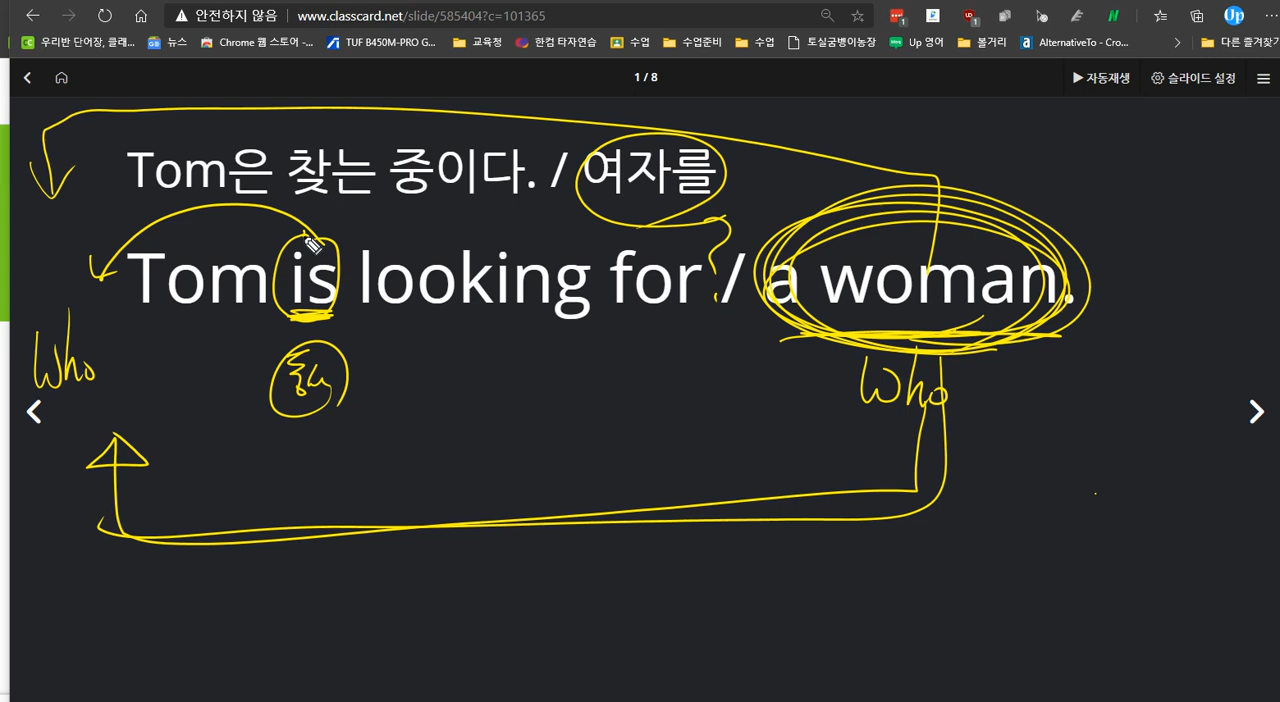 안전하지 않음 www.classcard.net/slide/585404?c=101365
우리반 단어장, 클래... 뉴스 Chrome 웹 스토어 -... TUF B450M-PRO G... 교육청 한컴 타자연습 수업 수업준비 수업 토실굼벵이농장 Up 영어 볼거리 AlternativeTo - Cro... 다른 즐겨찾기
1 / 8 자동재생 슬라이드 설정
Tom은 찾는 중이다. / 여자를
Tom is looking for ? / a woman.
Who Who